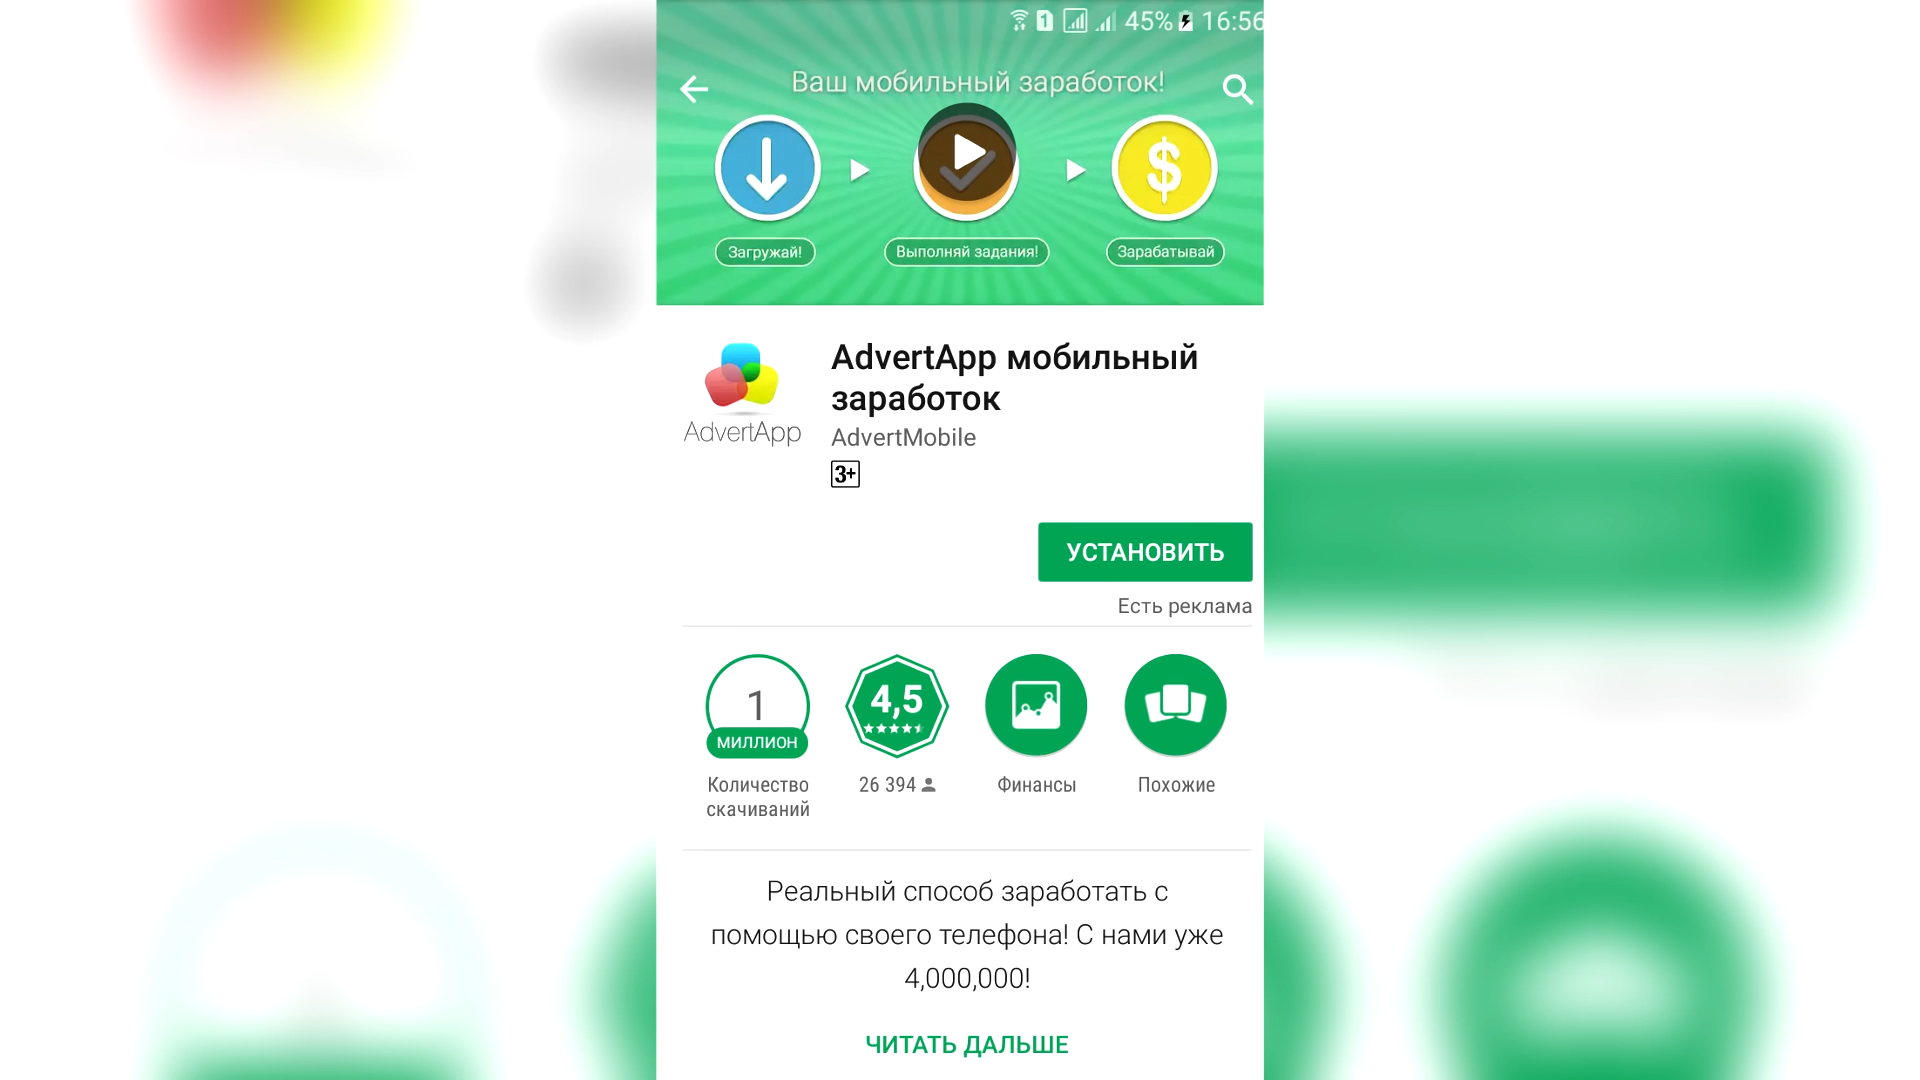 1 45% 16:56
Ваш мобильный заработок!
$
Загружай! Выполняй задания! Зарабатывай
AdvertApp мобильный
заработок
AdvertApp
AdvertMobile
3+
УСТАНОВИТЬ
Есть реклама
1
МИЛЛИОН
4,5
Количество
скачиваний
26 394
Финансы
Похожие
Реальный способ заработать с
помощью своего телефона! С нами уже
4,000,000!
ЧИТАТЬ ДАЛЬШЕ